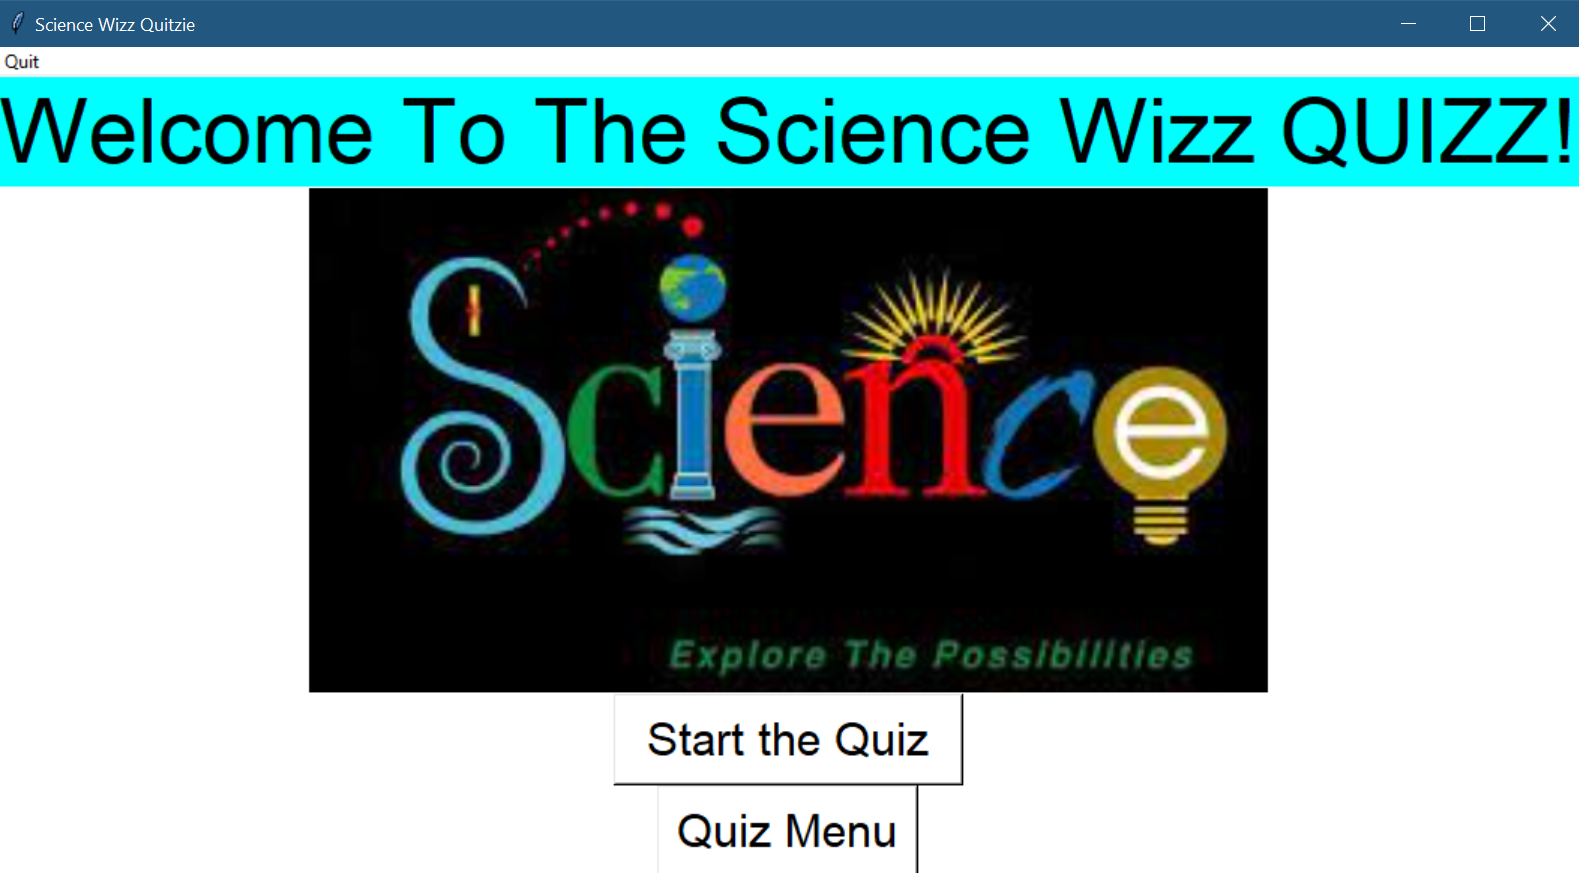 Science Wizz Quitzie
Quit
Welcome To The Science Wizz QUIZZ!
Science
Explore The Possibilities
Start the Quiz
Quiz Menu